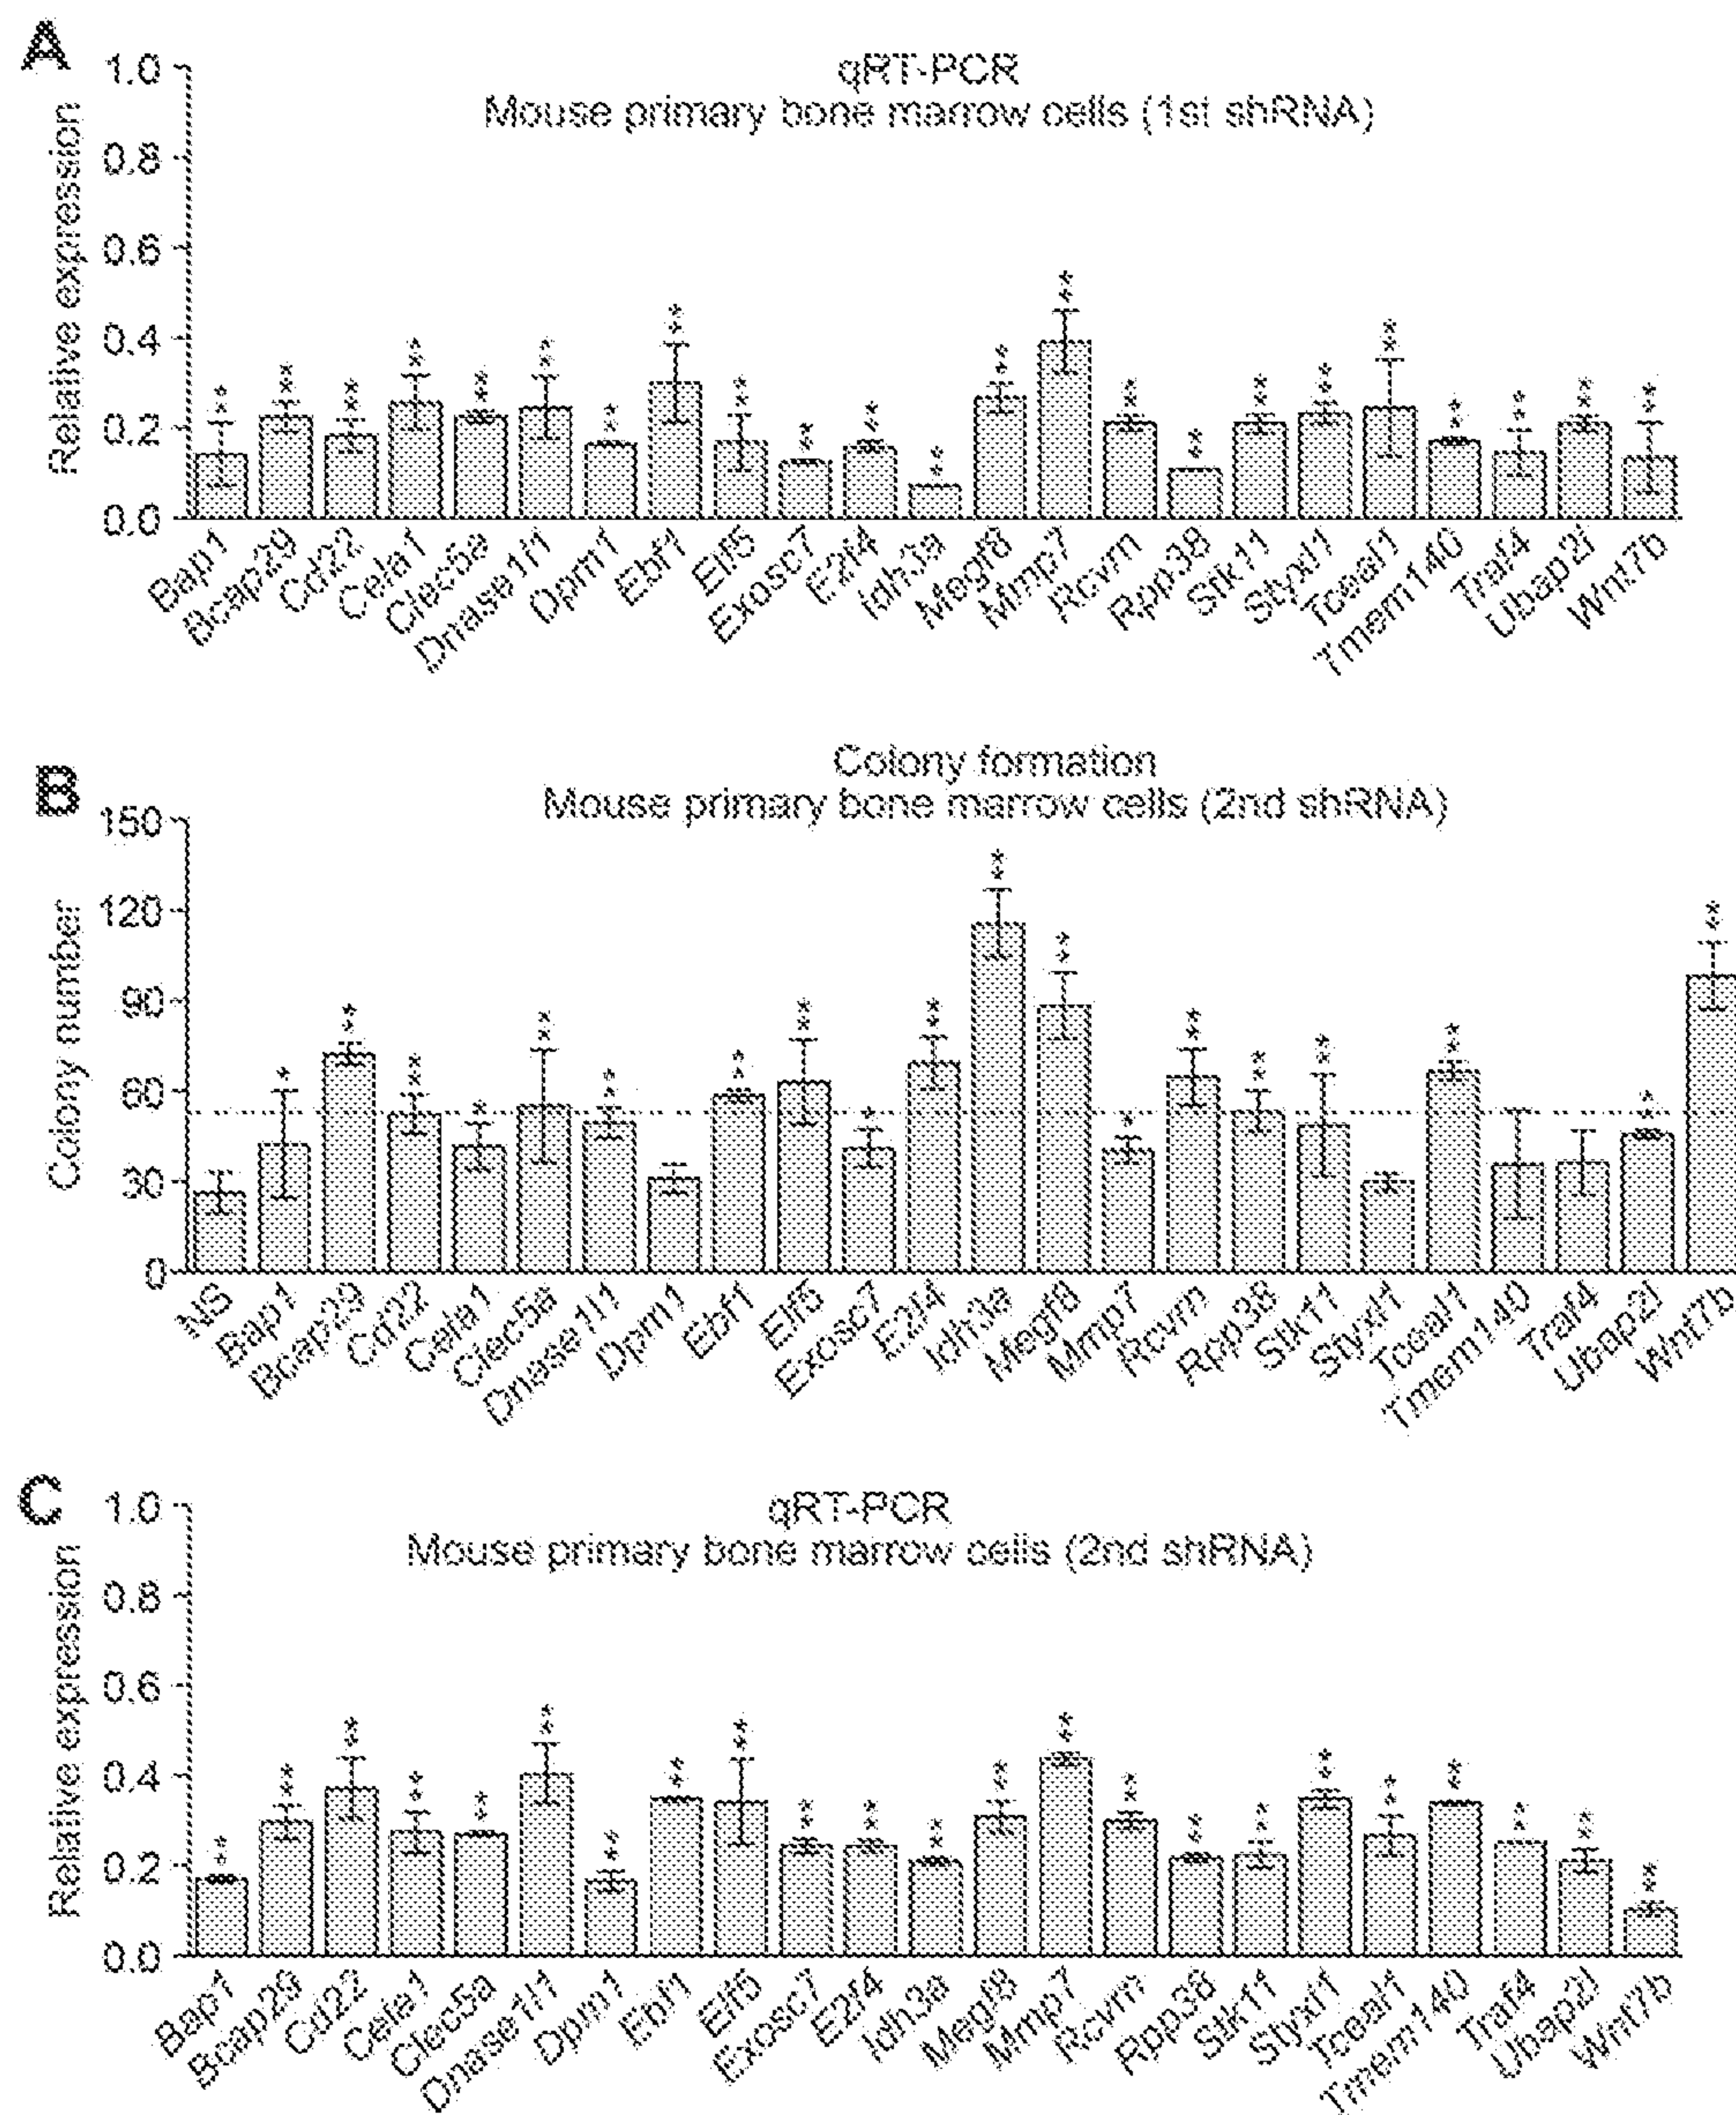 A
qRT-PCR
Mouse primary bone marrow cells (1st shRNA)
Relative expression
1.0
0.8
0.6
0.4
0.2
0.0
** ** ** ** ** ** ** ** ** ** ** ** ** ** ** ** ** ** ** ** ** ** **
Bap1 Bcap29 Cd22 Cela1 Clec5a Dnase1l1 Dpm1 Ebf1 Elf5 Exosc7 E2f4 Idh3a Megf8 Mmp7 Rcvrn Rpp38 Stk11 Styxl1 Tceal1 Tmem140 Traf4 Ubap2l Wnt7b
B
Colony formation
Mouse primary bone marrow cells (2nd shRNA)
Colony number
150
120
90
60
30
0
* ** ** * ** ** ** ** * ** ** ** * ** ** ** ** ** **
NS Bap1 Bcap29 Cd22 Cela1 Clec5a Dnase1l1 Dpm1 Ebf1 Elf5 Exosc7 E2f4 Idh3a Megf8 Mmp7 Rcvrn Rpp38 Stk11 Styxl1 Tceal1 Tmem140 Traf4 Ubap2l Wnt7b
C
qRT-PCR
Mouse primary bone marrow cells (2nd shRNA)
Relative expression
1.0
0.8
0.6
0.4
0.2
0.0
** ** ** ** ** ** ** ** ** ** ** ** ** ** ** ** ** ** ** ** ** ** **
Bap1 Bcap29 Cd22 Cela1 Clec5a Dnase1l1 Dpm1 Ebf1 Elf5 Exosc7 E2f4 Idh3a Megf8 Mmp7 Rcvrn Rpp38 Stk11 Styxl1 Tceal1 Tmem140 Traf4 Ubap2l Wnt7b